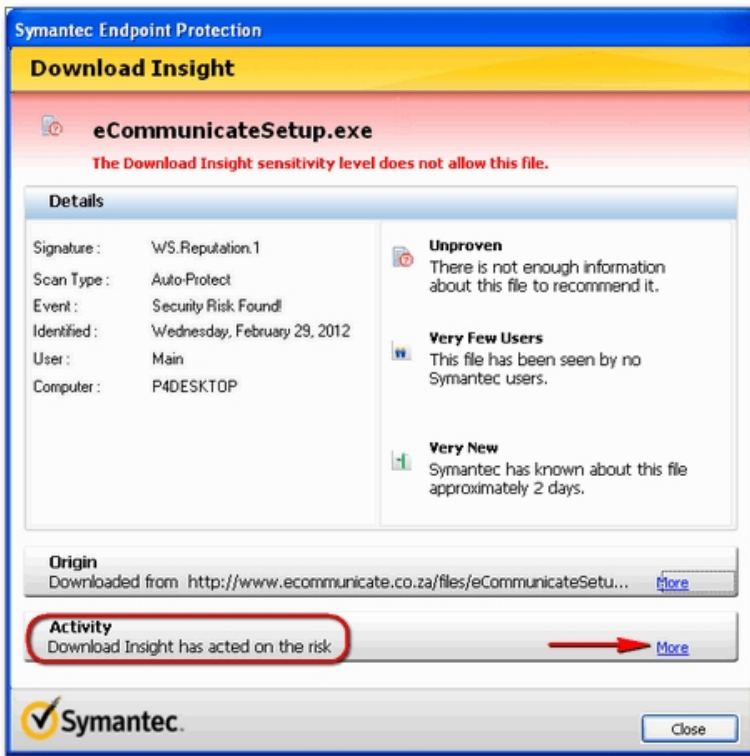 Symantec Endpoint Protection
Download Insight
eCommunicateSetup.exe
The Download Insight sensitivity level does not allow this file.
Details
Signature : WS.Reputation.1
Scan Type : Auto-Protect
Event : Security Risk Found!
Identified : Wednesday, February 29, 2012
User : Main
Computer : P4DESKTOP
Unproven
There is not enough information
about this file to recommend it.
Very Few Users
This file has been seen by no
Symantec users.
Very New
Symantec has known about this file
approximately 2 days.
Origin
Downloaded from http://www.ecommunicate.co.za/files/eCommunicateSetu... More
Activity
Download Insight has acted on the risk More
Symantec.
Close